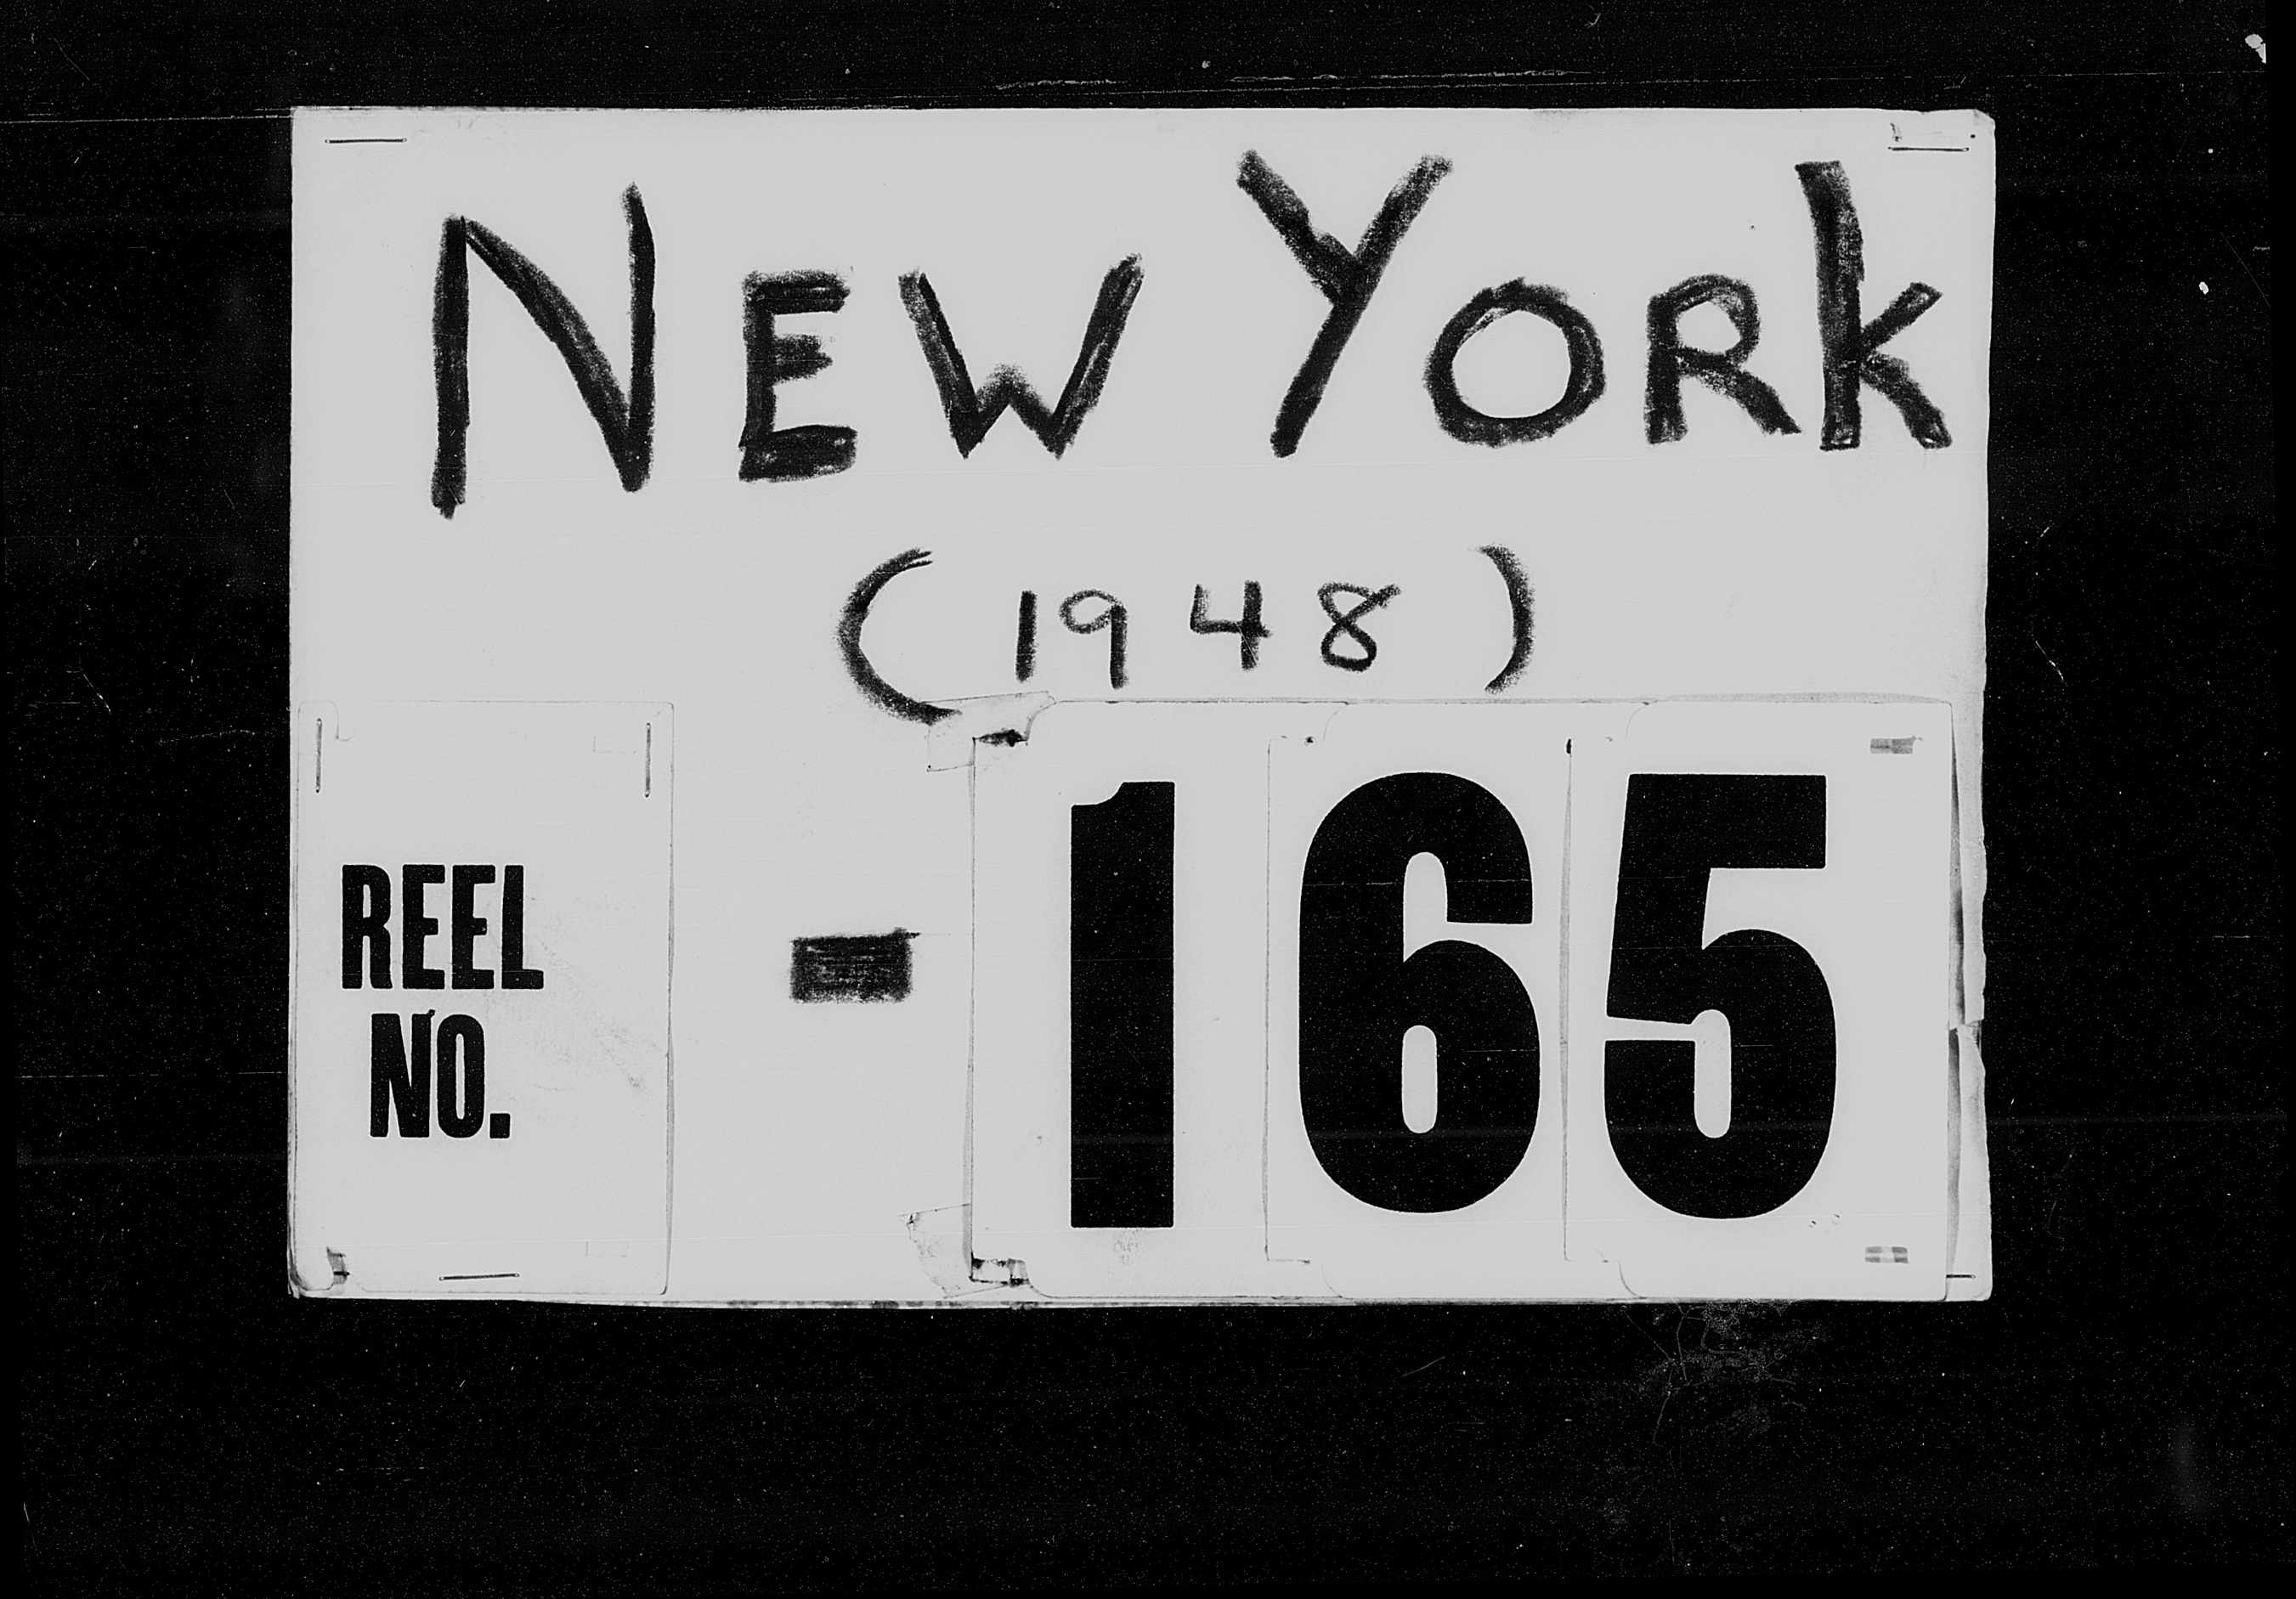 NEW YORK
(1948)
REEL
NO.
- 165